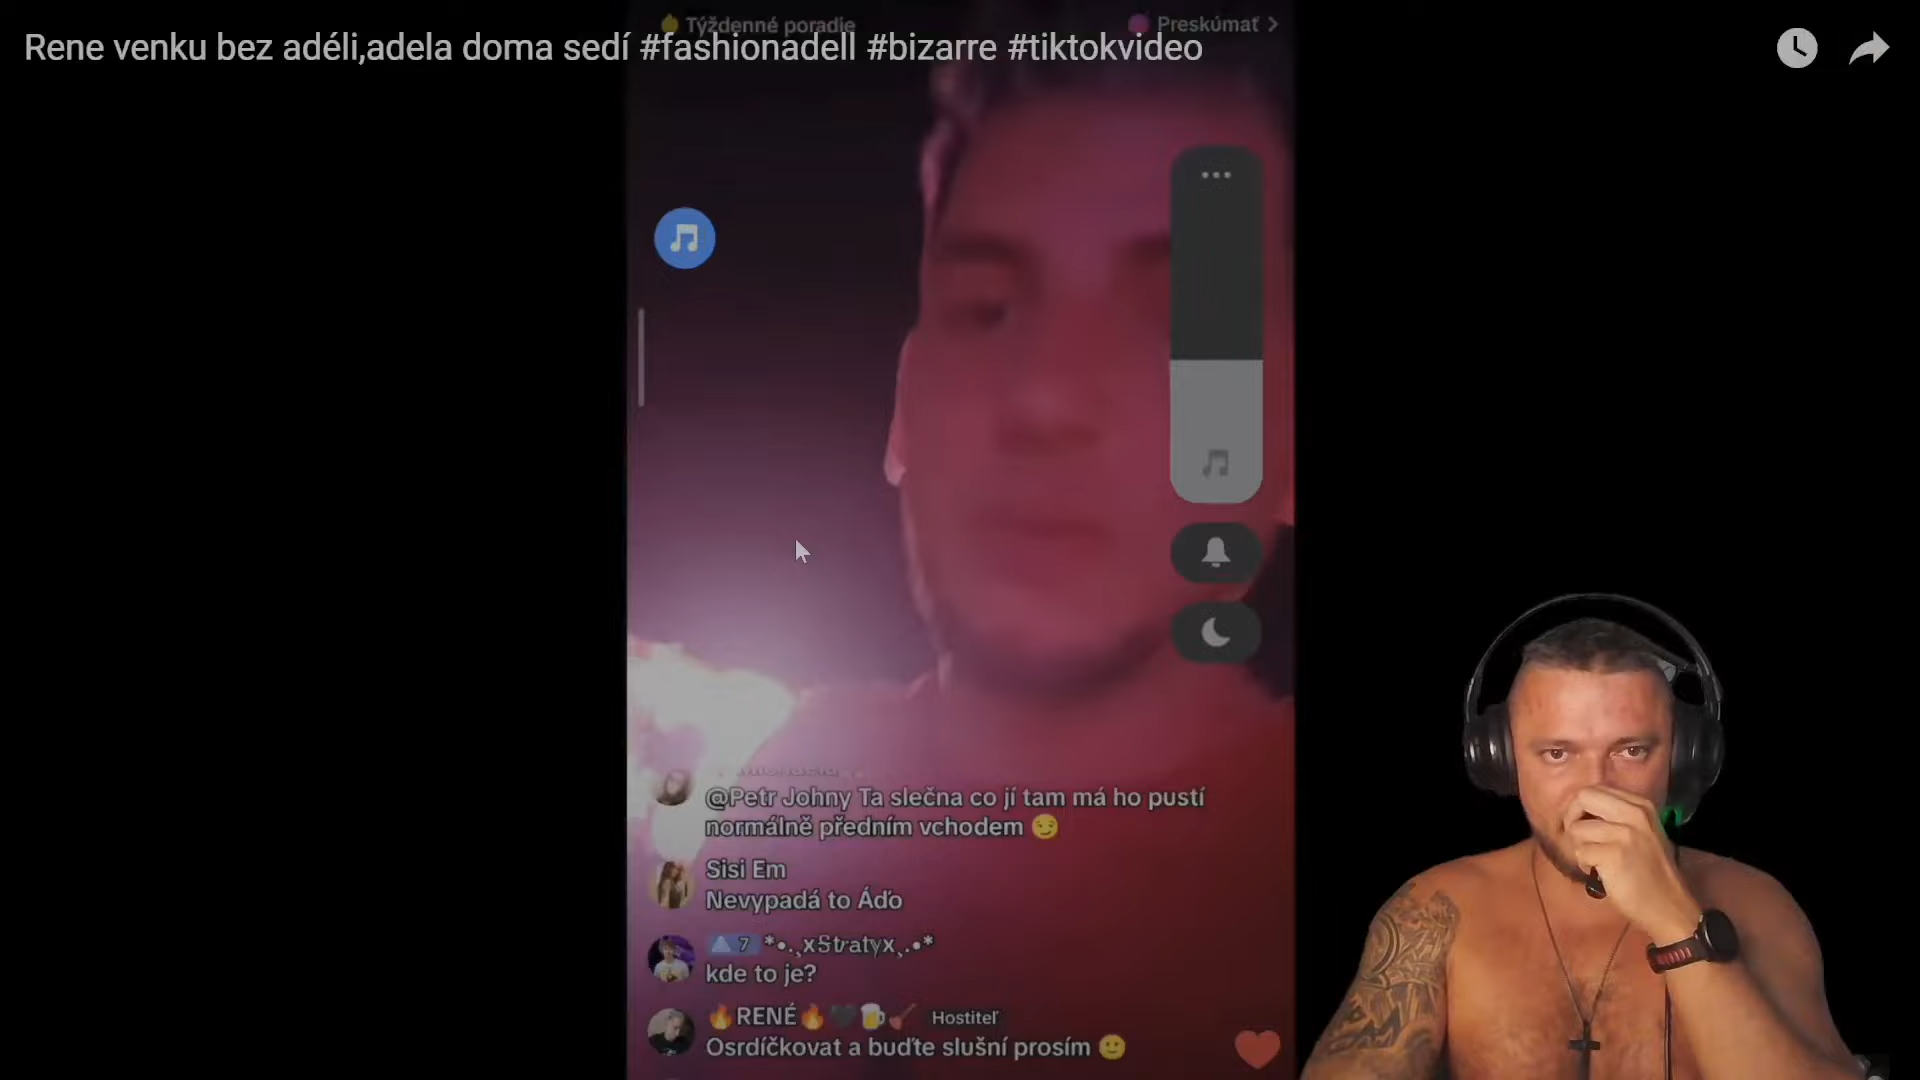 Týždenné poradie
Preskúmať
Rene venku bez adéli,adela doma sedí #fashionadell #bizarre #tiktokvideo
@Petr Johny Ta slečna co jí tam má ho pustí
normálně předním vchodem 😏
Sisi Em
Nevypadá to Áďo
7 *•.¸xStratyx¸.•*
kde to je?
🔥RENÉ🔥🖤🍺🎸 Hostiteľ
Osrdíčkovat a buďte slušní prosím 🙂